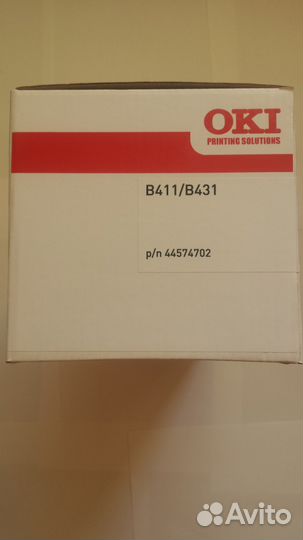 OKI
PRINTING SOLUTIONS
B411/B431
p/n 44574702
Avito